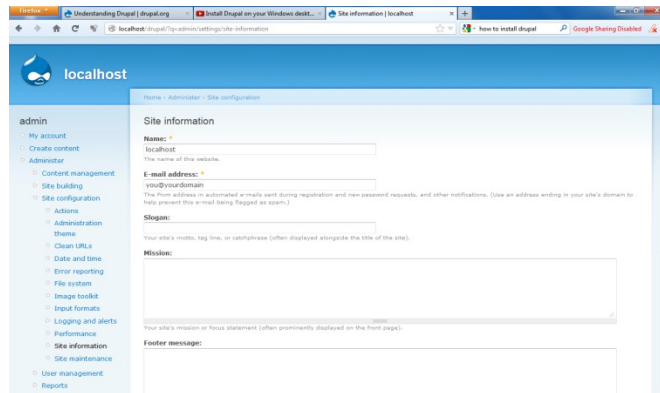 Firefox
Understanding Drupal | drupal.org
Install Drupal on your Windows deskt...
Site information | localhost
localhost/drupal/?q=admin/settings/site-information
how to install drupal
Google Sharing Disabled
localhost
Home › Administer › Site configuration
admin
My account
Create content
Administer
Content management
Site building
Site configuration
Actions
Administration
theme
Clean URLs
Date and time
Error reporting
File system
Image toolkit
Input formats
Logging and alerts
Performance
Site information
Site maintenance
User management
Reports
Site information
Name: *
localhost
The name of this website.
E-mail address: *
you@yourdomain
The From address in automated e-mails sent during registration and new password requests, and other notifications. (Use an address ending in your site's domain to
help prevent this e-mail being flagged as spam.)
Slogan:
Your site's motto, tag line, or catchphrase (often displayed alongside the title of the site).
Mission:
Your site's mission or focus statement (often prominently displayed on the front page).
Footer message: